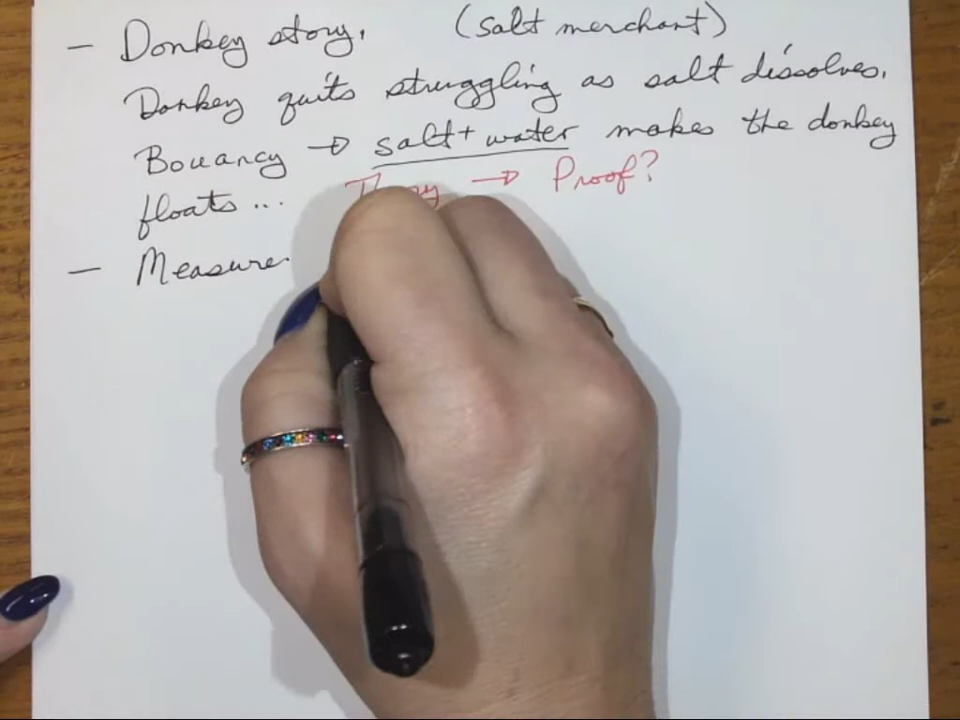 - Donkey story. (salt merchant)
Donkey quits struggling as salt dissolves.
Bouancy → salt + water makes the donkey
floats...
→ Proof?
- Measure.